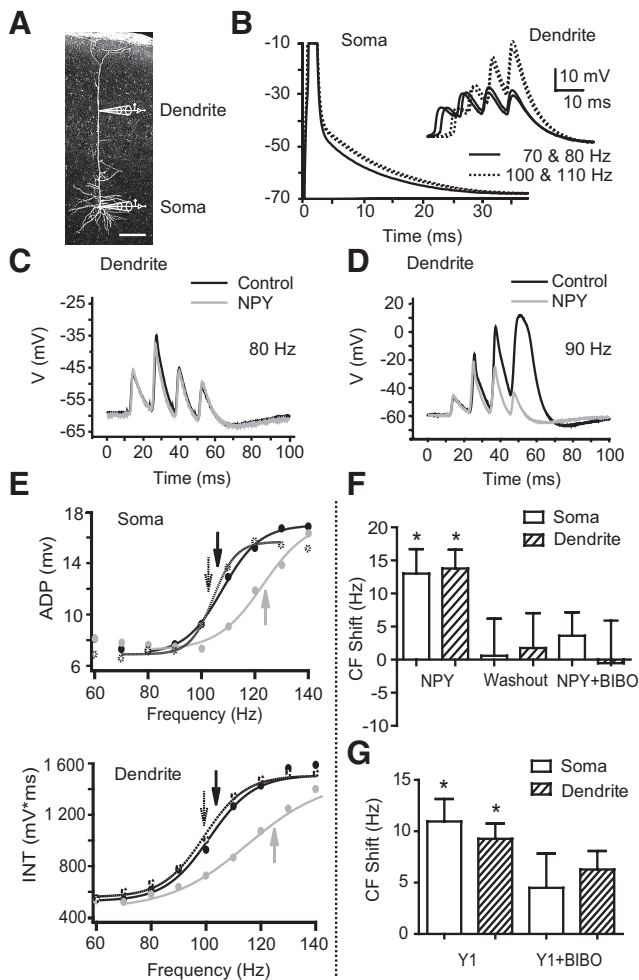 A
Dendrite
Soma
B
Soma
Dendrite
-10
-30
-50
-70
0 10 20 30
Time (ms)
10 mV
10 ms
70 & 80 Hz
100 & 110 Hz
C
Dendrite
Control
NPY
80 Hz
V (mV)
-25
-35
-45
-55
-65
0 20 40 60 80 100
Time (ms)
D
Dendrite
Control
NPY
90 Hz
V (mV)
20
0
-20
-40
-60
0 20 40 60 80 100
Time (ms)
E
Soma
ADP (mv)
18
14
10
6
60 80 100 120 140
Frequency (Hz)
Dendrite
INT (mV*ms)
1 600
1 200
800
400
60 80 100 120 140
Frequency (Hz)
F
Soma
Dendrite
CF Shift (Hz)
20
15
10
5
0
-5
-10
* *
NPY Washout NPY+BIBO
G
Soma
Dendrite
CF Shift (Hz)
15
10
5
0
* *
Y1 Y1+BIBO